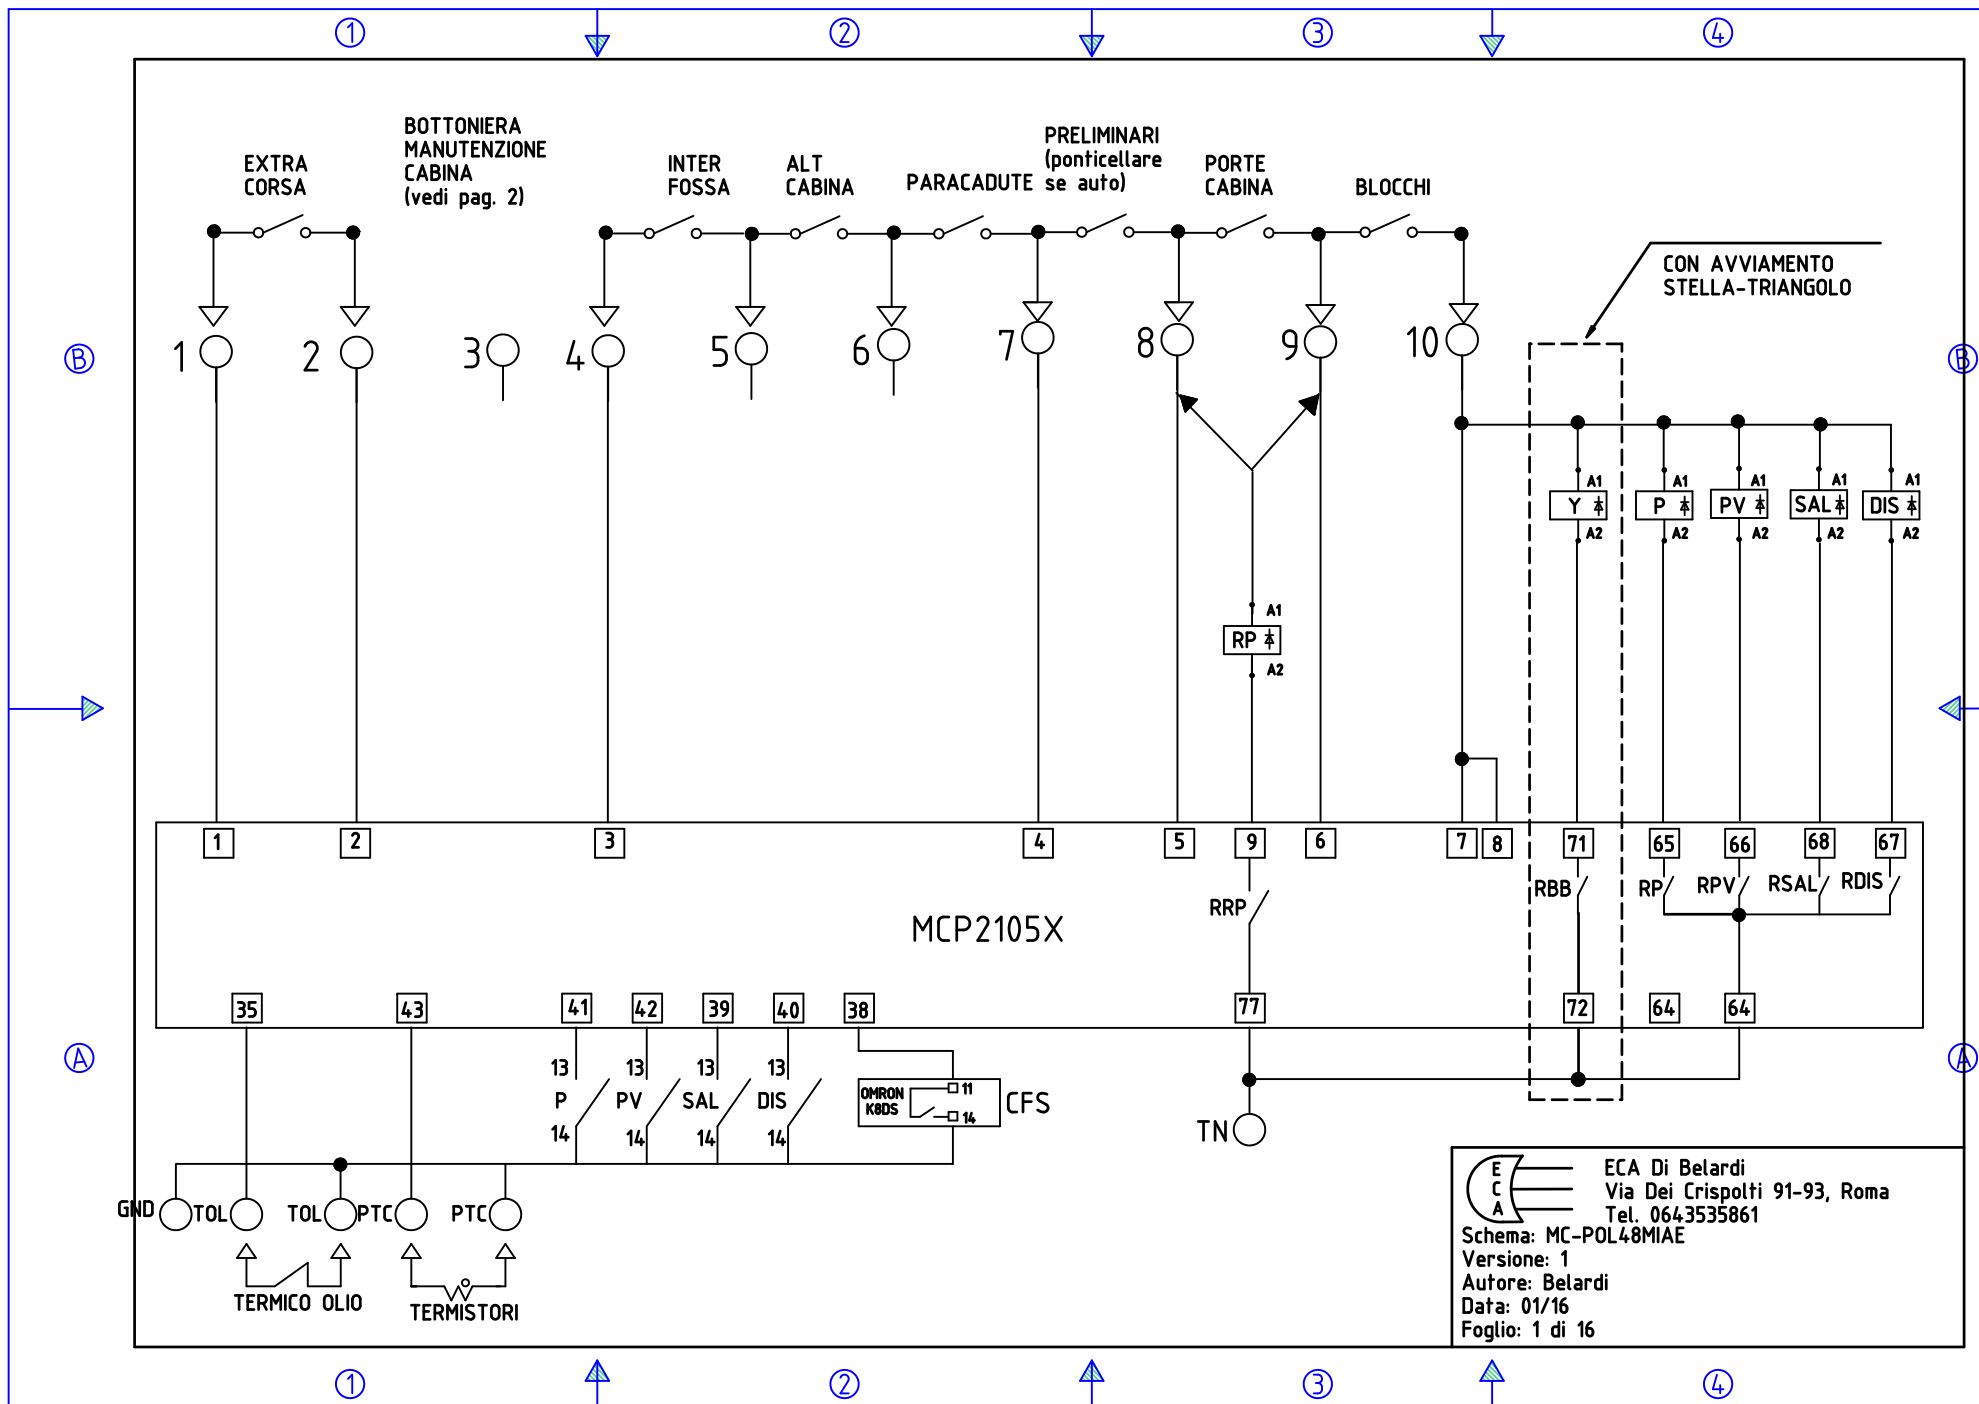 1 2 3 4
BOTTONIERA
MANUTENZIONE
CABINA
(vedi pag. 2)
EXTRA
CORSA
INTER
FOSSA
ALT
CABINA
PARACADUTE
PRELIMINARI
(ponticellare
se auto)
PORTE
CABINA
BLOCCHI
CON AVVIAMENTO
STELLA-TRIANGOLO
B 1 2 3 4 5 6 7 8 9 10 B
A1 A1 A1 A1 A1
Y P PV SAL DIS
A2 A2 A2 A2 A2
A1
RP
A2
1 2 3 4 5 9 6 7 8 71 65 66 68 67
RRP RBB RP RPV RSAL RDIS
MCP2105X
35 43 41 42 39 40 38 77 72 64 64
A A
13 13 13 13
P PV SAL DIS
14 14 14 14
OMRON
K8DS
11
14
CFS
TN
GND TOL TOL PTC PTC
TERMICO OLIO
TERMISTORI
E
C
A
ECA Di Belardi
Via Dei Crispolti 91-93, Roma
Tel. 0643535861
Schema: MC-POL48MIAE
Versione: 1
Autore: Belardi
Data: 01/16
Foglio: 1 di 16
1 2 3 4